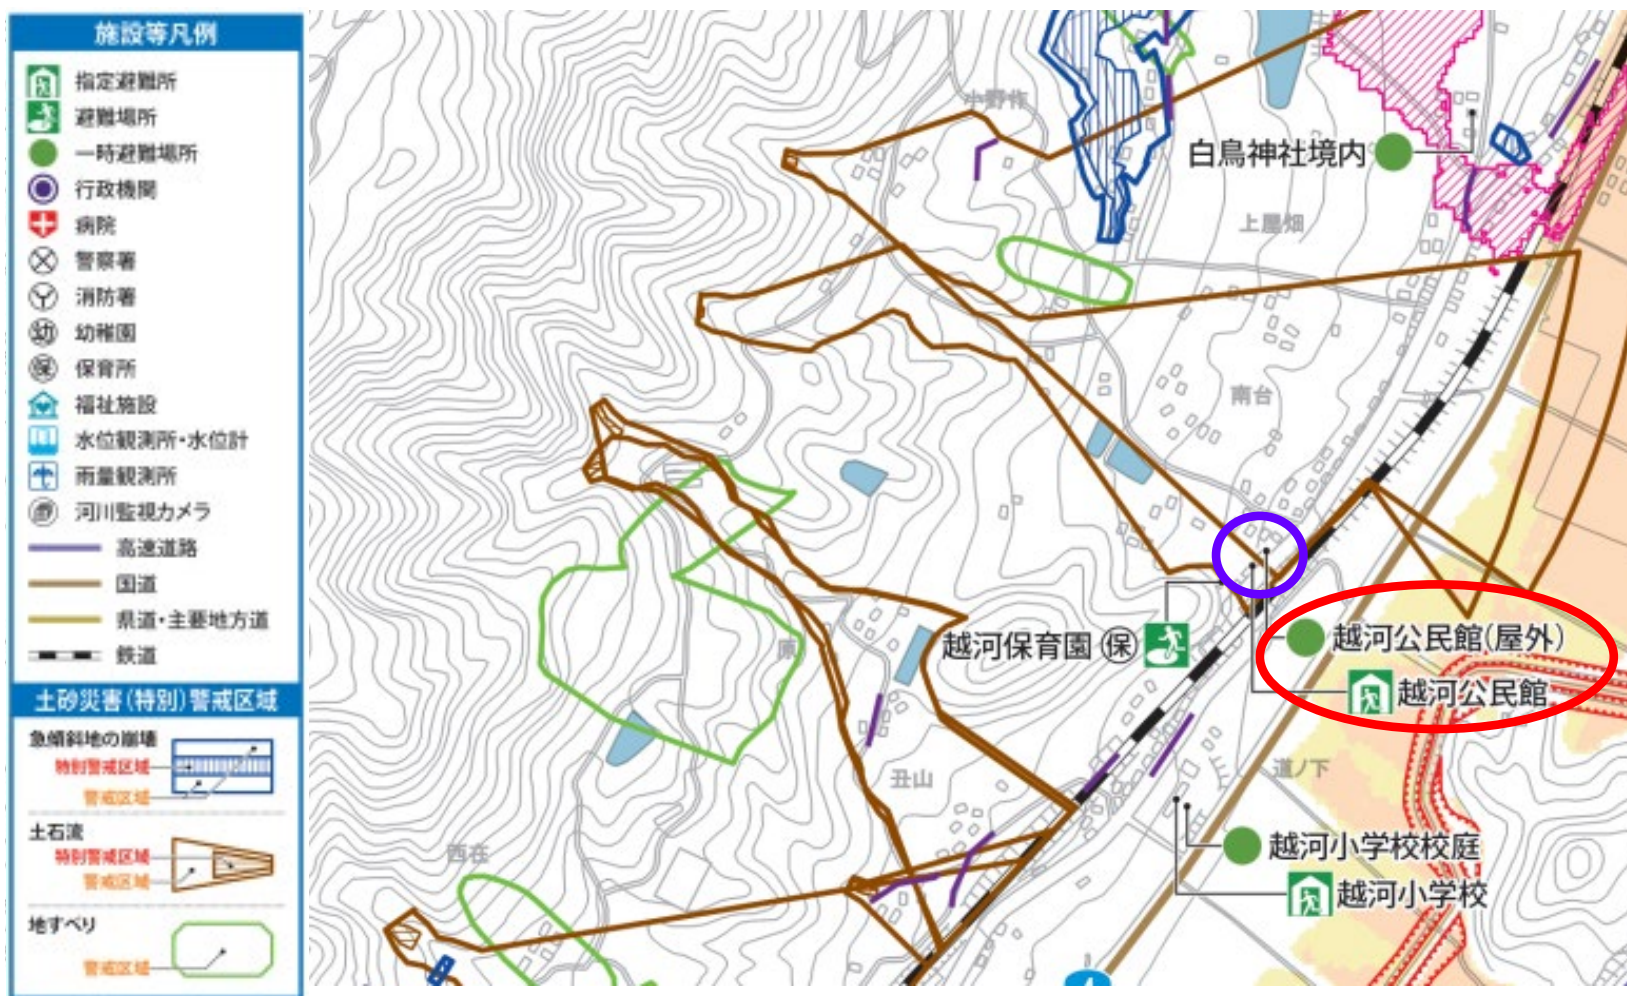 施設等凡例
指定避難所
避難場所
一時避難場所
行政機関
病院
警察署
消防署
幼 幼稚園
保 保育所
福祉施設
水位観測所・水位計
雨量観測所
河川監視カメラ
高速道路
国道
県道・主要地方道
鉄道
土砂災害(特別)警戒区域
急傾斜地の崩壊
特別警戒区域
警戒区域
土石流
特別警戒区域
警戒区域
地すべり
警戒区域
小野作
白鳥神社境内
上屋畑
南台
越河保育園 保
越河公民館(屋外)
越河公民館
原
丑山
道ノ下
西在
越河小学校校庭
越河小学校
4